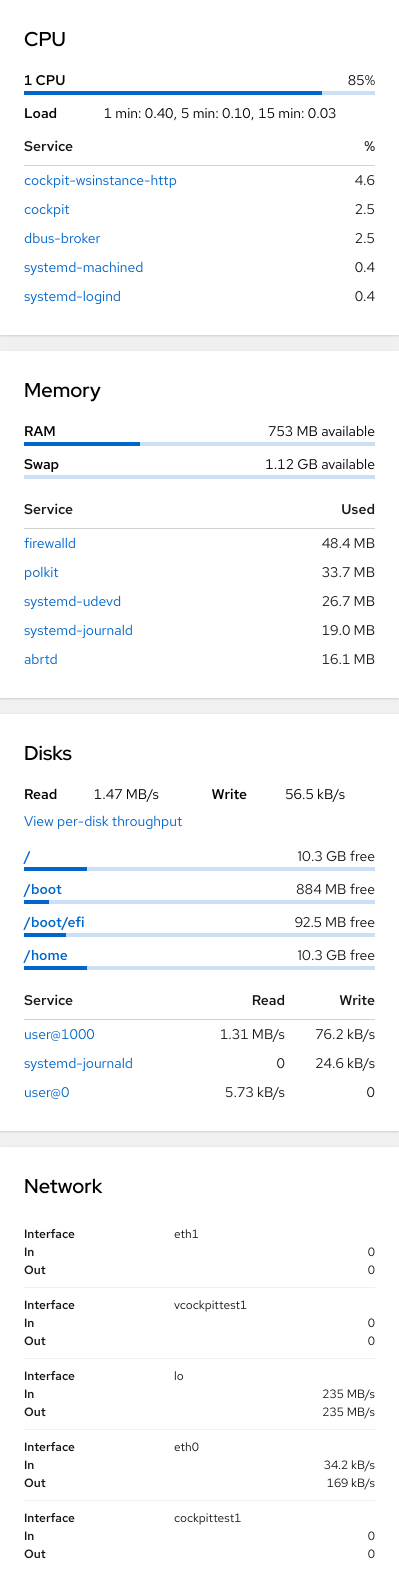 CPU
1 CPU 85%
Load 1 min: 0.40, 5 min: 0.10, 15 min: 0.03
Service %
cockpit-wsinstance-http 4.6
cockpit 2.5
dbus-broker 2.5
systemd-machined 0.4
systemd-logind 0.4
Memory
RAM 753 MB available
Swap 1.12 GB available
Service Used
firewalld 48.4 MB
polkit 33.7 MB
systemd-udevd 26.7 MB
systemd-journald 19.0 MB
abrtd 16.1 MB
Disks
Read 1.47 MB/s Write 56.5 kB/s
View per-disk throughput
/ 10.3 GB free
/boot 884 MB free
/boot/efi 92.5 MB free
/home 10.3 GB free
Service Read Write
user@1000 1.31 MB/s 76.2 kB/s
systemd-journald 0 24.6 kB/s
user@0 5.73 kB/s 0
Network
Interface eth1
In 0
Out 0
Interface vcockpittest1
In 0
Out 0
Interface lo
In 235 MB/s
Out 235 MB/s
Interface eth0
In 34.2 kB/s
Out 169 kB/s
Interface cockpittest1
In 0
Out 0